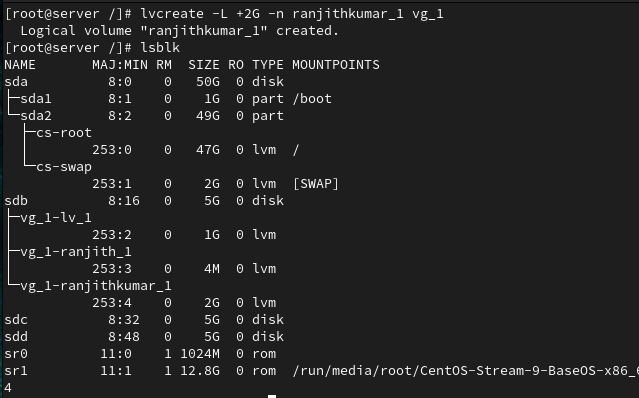 [root@server /]# lvcreate -L +2G -n ranjithkumar_1 vg_1
  Logical volume "ranjithkumar_1" created.
[root@server /]# lsblk
NAME       MAJ:MIN RM  SIZE RO TYPE MOUNTPOINTS
sda          8:0    0   50G  0 disk
├─sda1       8:1    0    1G  0 part /boot
└─sda2       8:2    0   49G  0 part
  ├─cs-root
           253:0    0   47G  0 lvm  /
  └─cs-swap
           253:1    0    2G  0 lvm  [SWAP]
sdb          8:16   0    5G  0 disk
├─vg_1-lv_1
           253:2    0    1G  0 lvm
├─vg_1-ranjith_1
           253:3    0    4M  0 lvm
└─vg_1-ranjithkumar_1
           253:4    0    2G  0 lvm
sdc          8:32   0    5G  0 disk
sdd          8:48   0    5G  0 disk
sr0         11:0    1 1024M  0 rom
sr1         11:1    1 12.8G  0 rom  /run/media/root/CentOS-Stream-9-BaseOS-x86_6
4